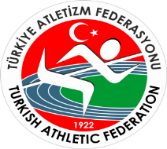 TÜRKİYE ATLETİZM FEDERASYONU
1922
TURKISH ATHLETIC FEDERATION